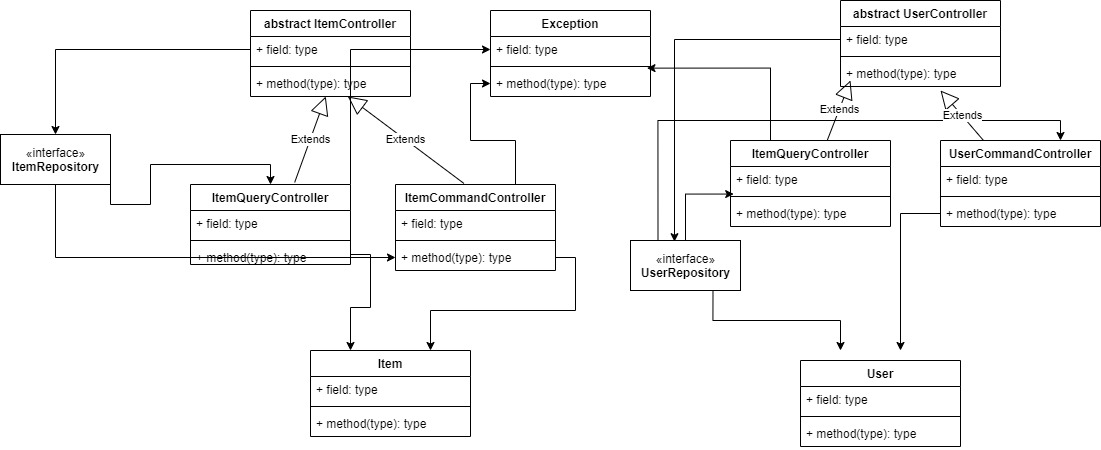 abstract ItemController
+ field: type
+ method(type): type
Exception
+ field: type
+ method(type): type
abstract UserController
+ field: type
+ method(type): type
Extends
Extends
Extends
Extends
«interface»
ItemRepository
ItemQueryController
+ field: type
+ method(type): type
ItemCommandController
+ field: type
+ method(type): type
ItemQueryController
+ field: type
+ method(type): type
UserCommandController
+ field: type
+ method(type): type
«interface»
UserRepository
Item
+ field: type
+ method(type): type
User
+ field: type
+ method(type): type